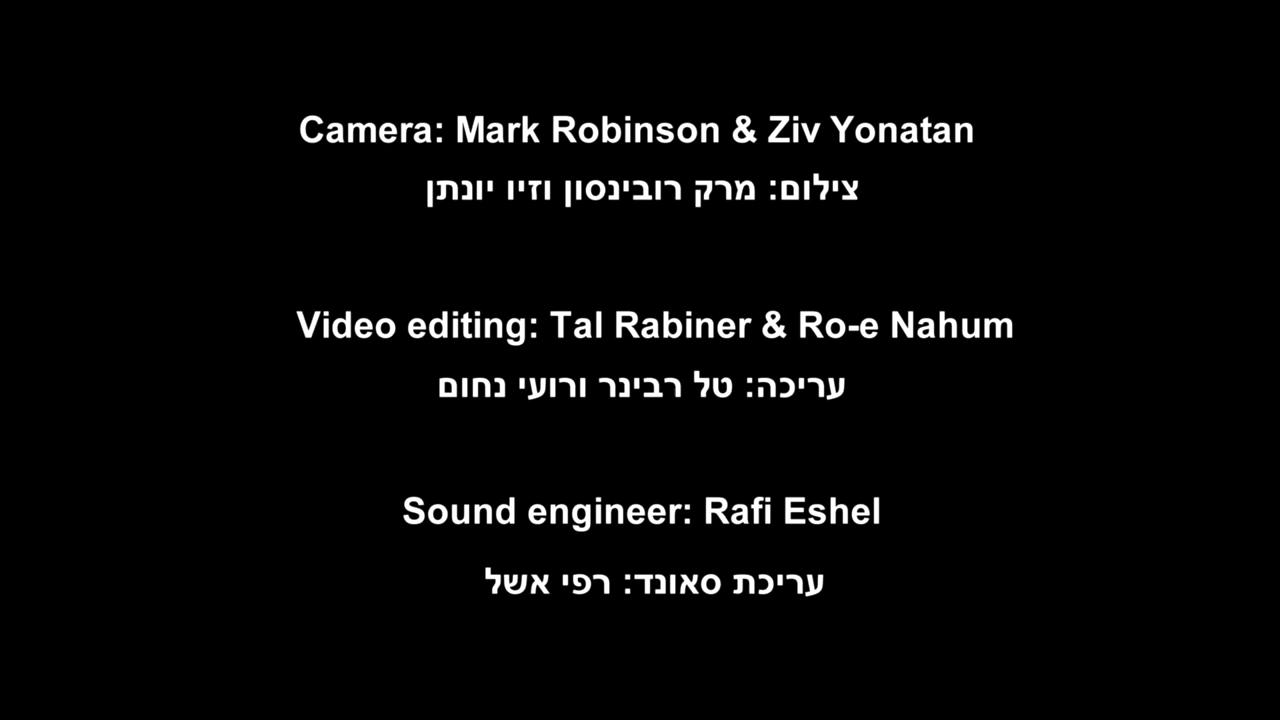 Camera: Mark Robinson & Ziv Yonatan
צילום: מרק רובינסון וזיו יונתן
Video editing: Tal Rabiner & Ro-e Nahum
עריכה: טל רבינר ורועי נחום
Sound engineer: Rafi Eshel
עריכת סאונד: רפי אשל